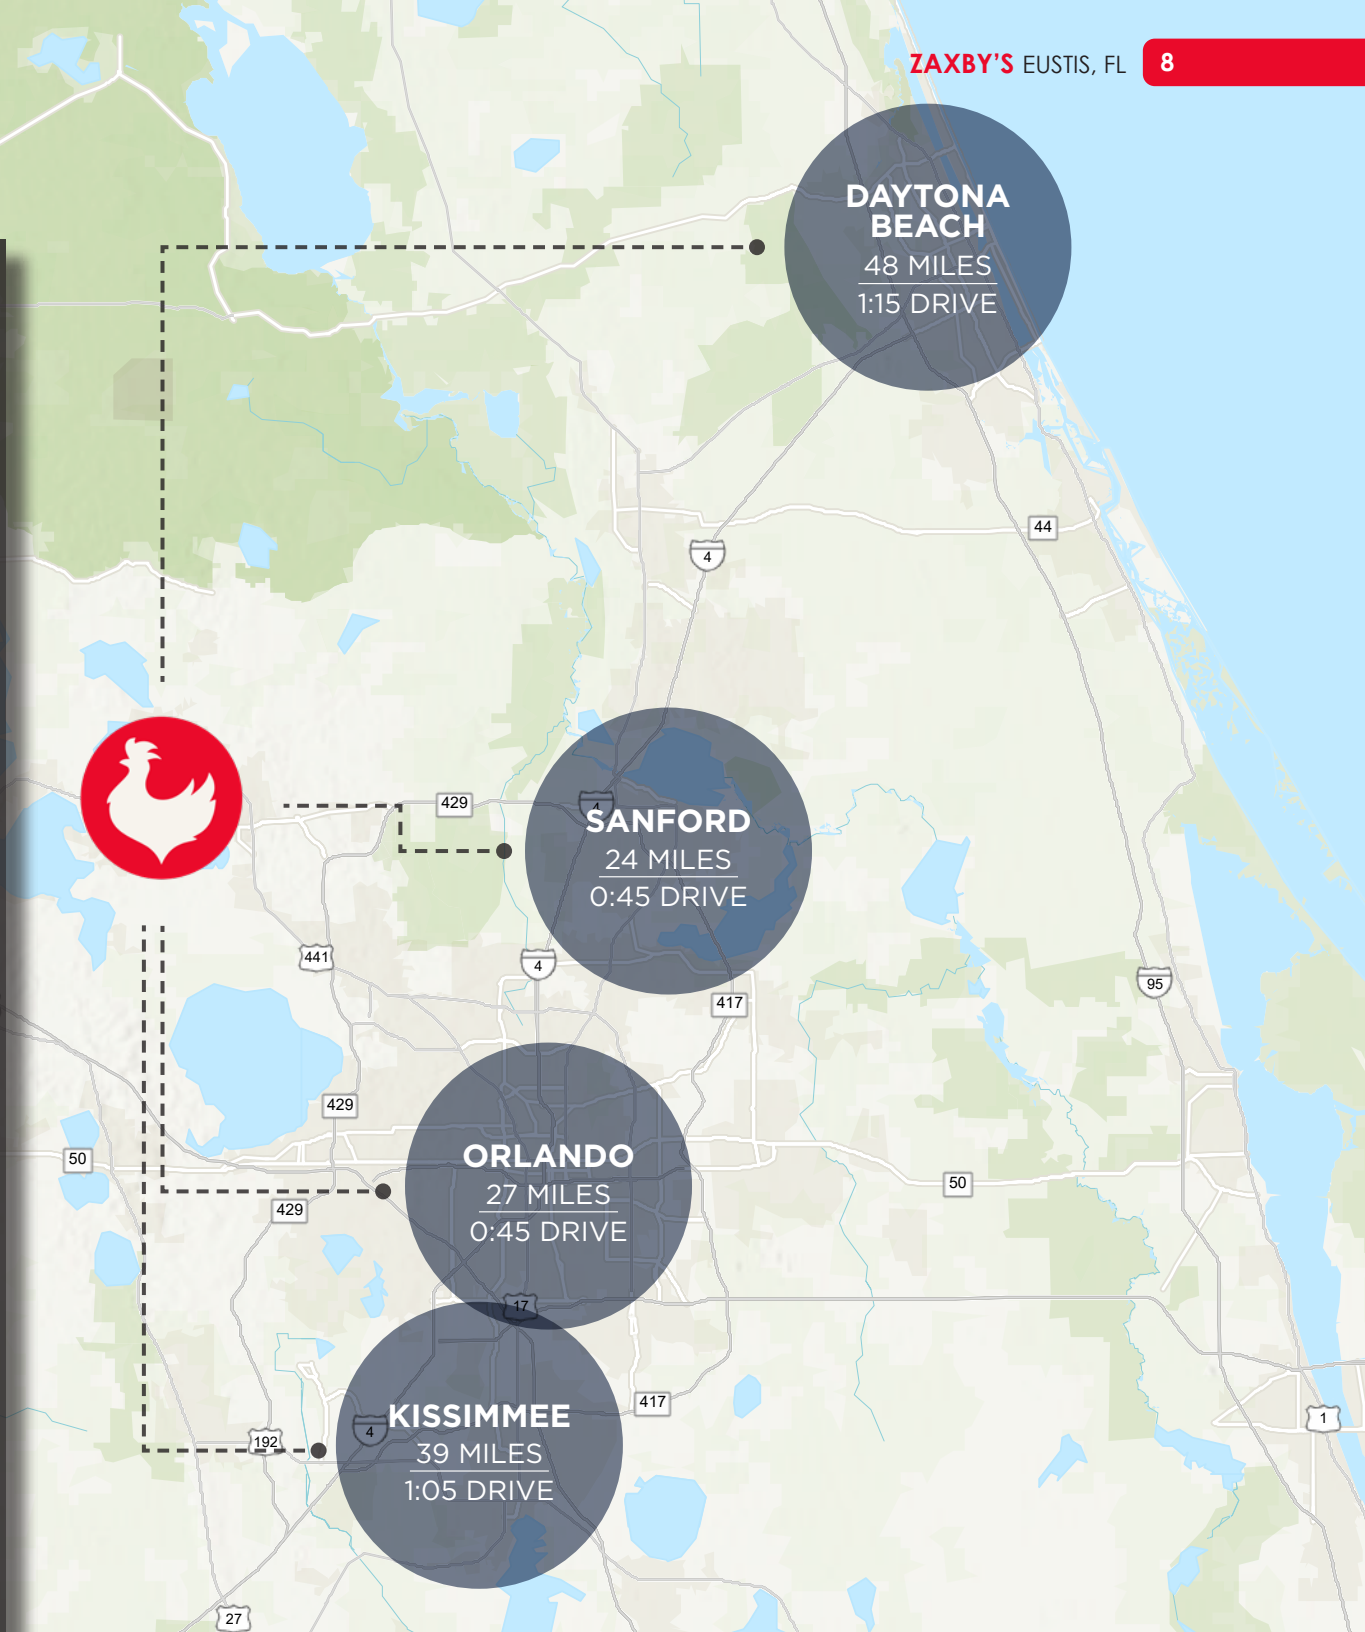 ZAXBY'S EUSTIS, FL 8
DAYTONA
BEACH
48 MILES
1:15 DRIVE
44
4
4
429
SANFORD
24 MILES
0:45 DRIVE
441
4
95
417
429
ORLANDO
27 MILES
0:45 DRIVE
50
50
429
17
417
KISSIMMEE
4
39 MILES
1:05 DRIVE
1
192
27